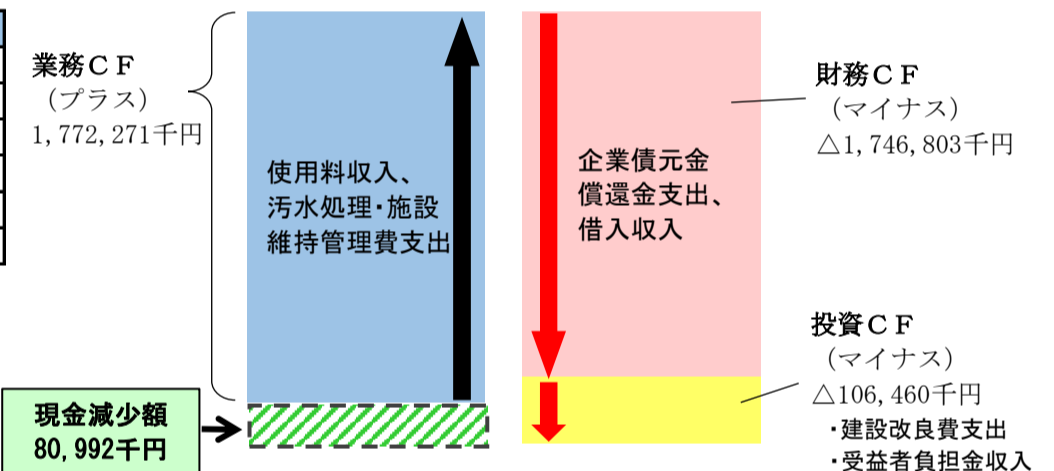 業務ＣＦ
（プラス）
1,772,271千円
使用料収入、
汚水処理・施設
維持管理費支出
現金減少額
80,992千円
企業債元金
償還金支出、
借入収入
財務ＣＦ
（マイナス）
△1,746,803千円
投資ＣＦ
（マイナス）
△106,460千円
・建設改良費支出
・受益者負担金収入